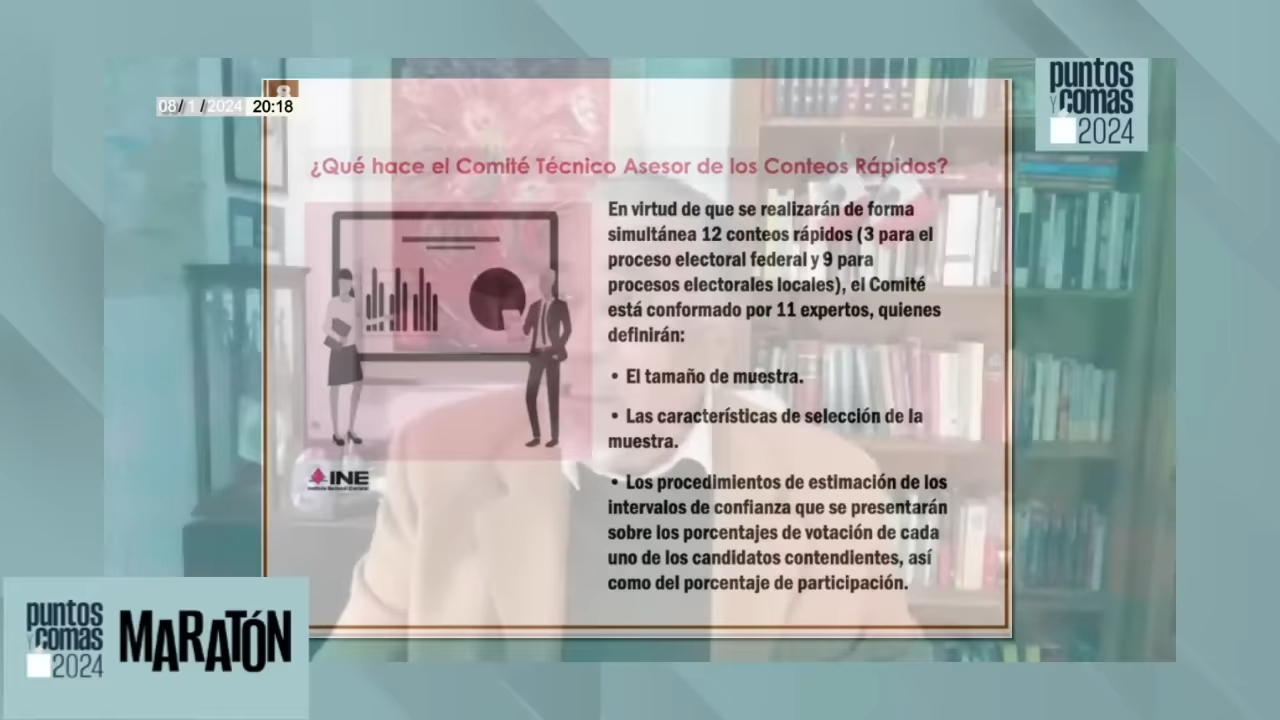 08/ 1 /2024 20:18
8
puntos
y comas
2024
¿Qué hace el Comité Técnico Asesor de los Conteos Rápidos?
En virtud de que se realizarán de forma
simultánea 12 conteos rápidos (3 para el
proceso electoral federal y 9 para
procesos electorales locales), el Comité
está conformado por 11 expertos, quienes
definirán:
• El tamaño de muestra.
• Las características de selección de la
muestra.
• Los procedimientos de estimación de los
intervalos de confianza que se presentarán
sobre los porcentajes de votación de cada
uno de los candidatos contendientes, así
como del porcentaje de participación.
INE
Instituto Nacional Electoral
puntos
y comas
2024
MARATÓN